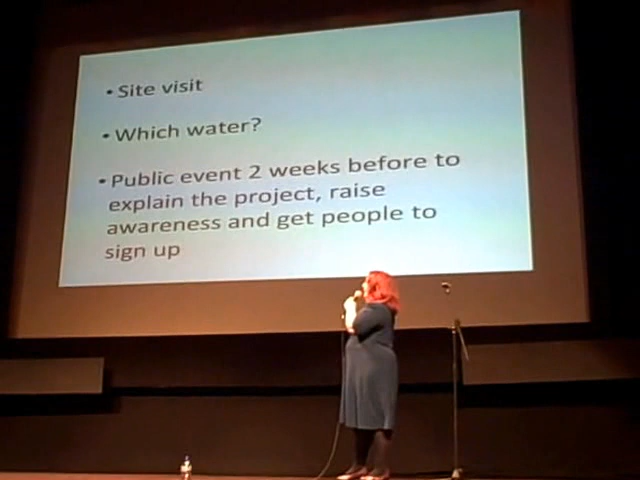 • Site visit
• Which water?
• Public event 2 weeks before to
explain the project, raise
awareness and get people to
sign up